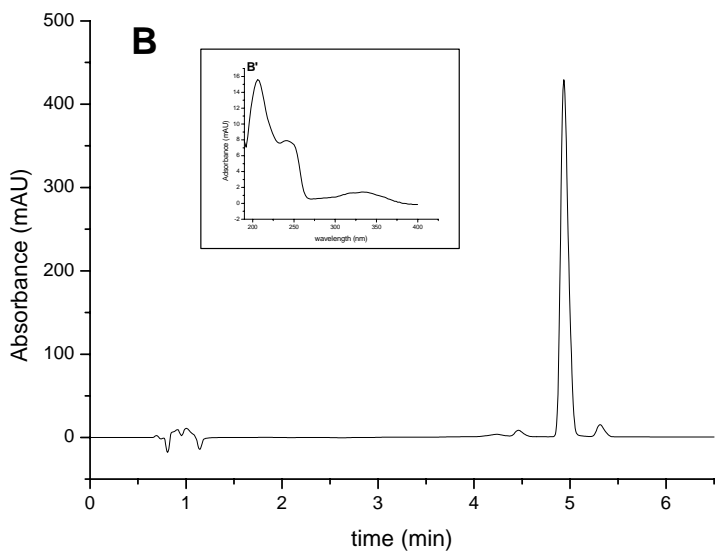 500
B
B'
16
14
12
10
8
6
4
2
0
-2
Adsorbance (mAU)
200 250 300 350 400
wavelength (nm)
400
300
200
100
0
Absorbance (mAU)
0 1 2 3 4 5 6
time (min)